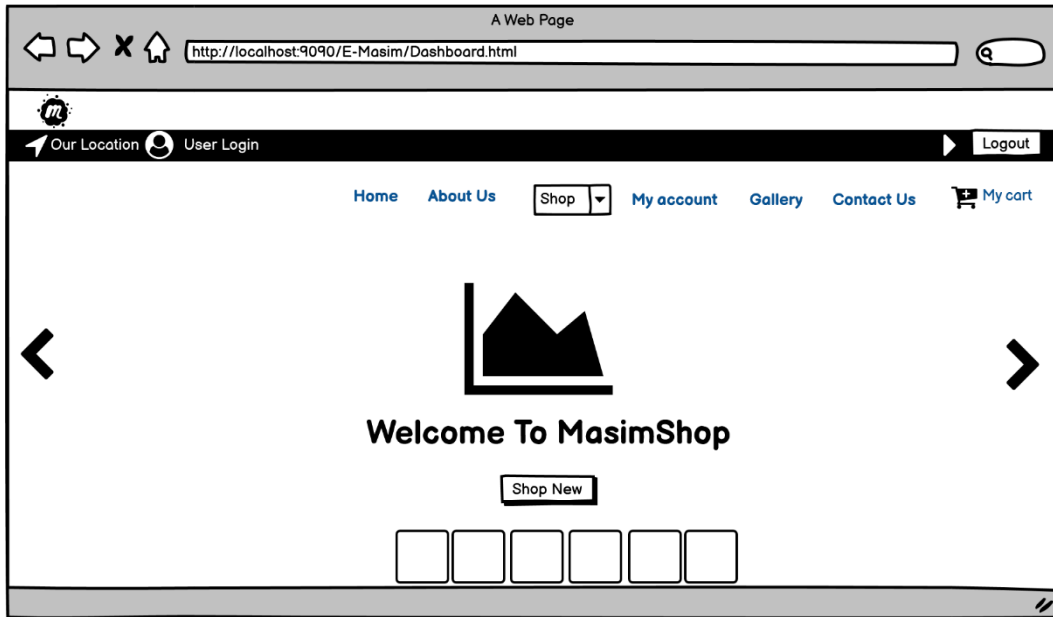 A Web Page
http://localhost:9090/E-Masim/Dashboard.html
m
Our Location User Login Logout
Home About Us Shop My account Gallery Contact Us My cart
Welcome To MasimShop
Shop New